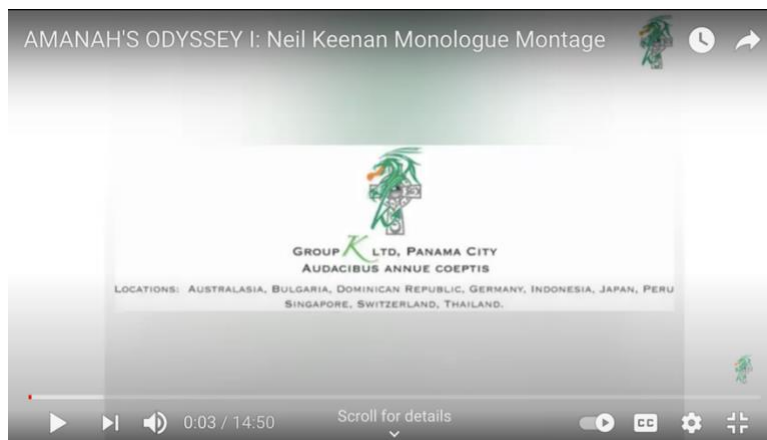 AMANAH'S ODYSSEY I: Neil Keenan Monologue Montage
GROUP K LTD, PANAMA CITY
AUDACIBUS ANNUE COEPTIS
LOCATIONS: AUSTRALASIA, BULGARIA, DOMINICAN REPUBLIC, GERMANY, INDONESIA, JAPAN, PERU
SINGAPORE, SWITZERLAND, THAILAND.
0:03 / 14:50
Scroll for details
CC